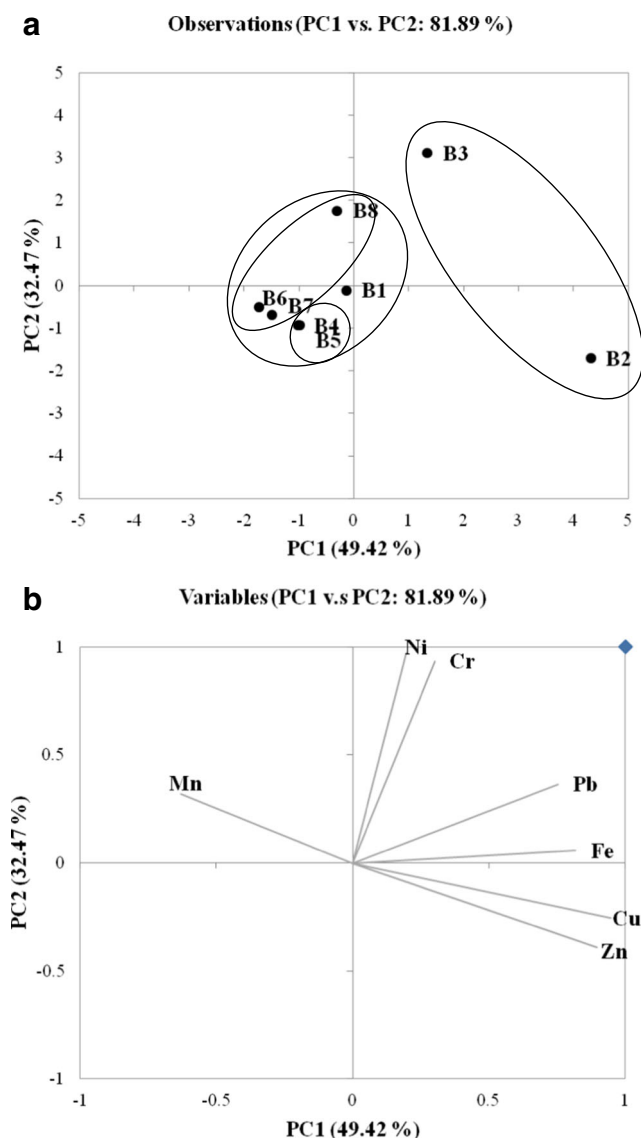 a
Observations (PC1 vs. PC2: 81.89 %)
5
4
3
2
1
0
-1
-2
-3
-4
-5
PC2 (32.47 %)
B3
B8
B1
B6
B7
B4
B5
B2
-5 -4 -3 -2 -1 0 1 2 3 4 5
PC1 (49.42 %)
b
Variables (PC1 v.s PC2: 81.89 %)
1
0.5
0
-0.5
-1
PC2 (32.47 %)
Ni
Cr
Mn
Pb
Fe
Cu
Zn
-1 -0.5 0 0.5 1
PC1 (49.42 %)